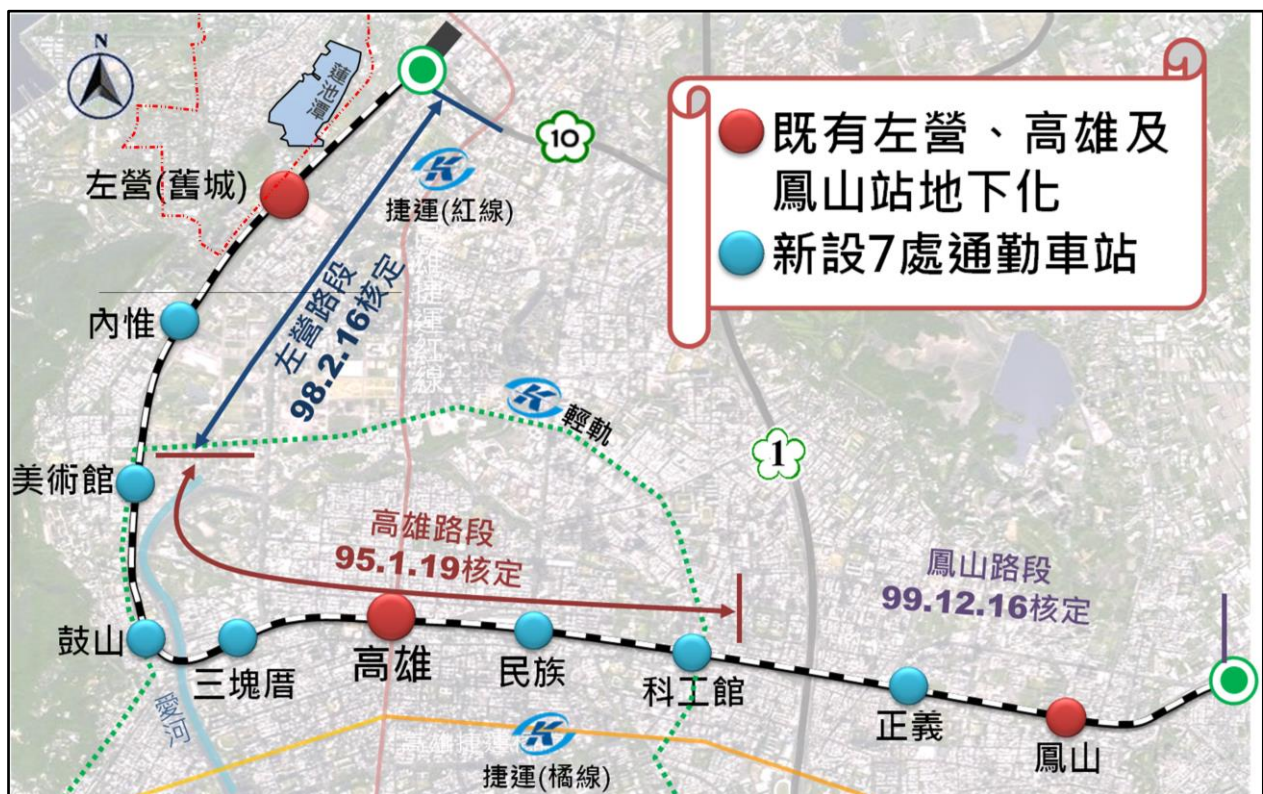 N
蓮池潭
10
既有左營、高雄及
鳳山站地下化
新設7處通勤車站
左營(舊城)
捷運(紅線)
左營路段
98.2.16核定
內惟
輕軌
1
美術館
高雄路段
95.1.19核定
鳳山路段
99.12.16核定
鼓山
三塊厝
高雄
民族
科工館
正義
鳳山
愛河
捷運(橘線)
高雄捷運紅線